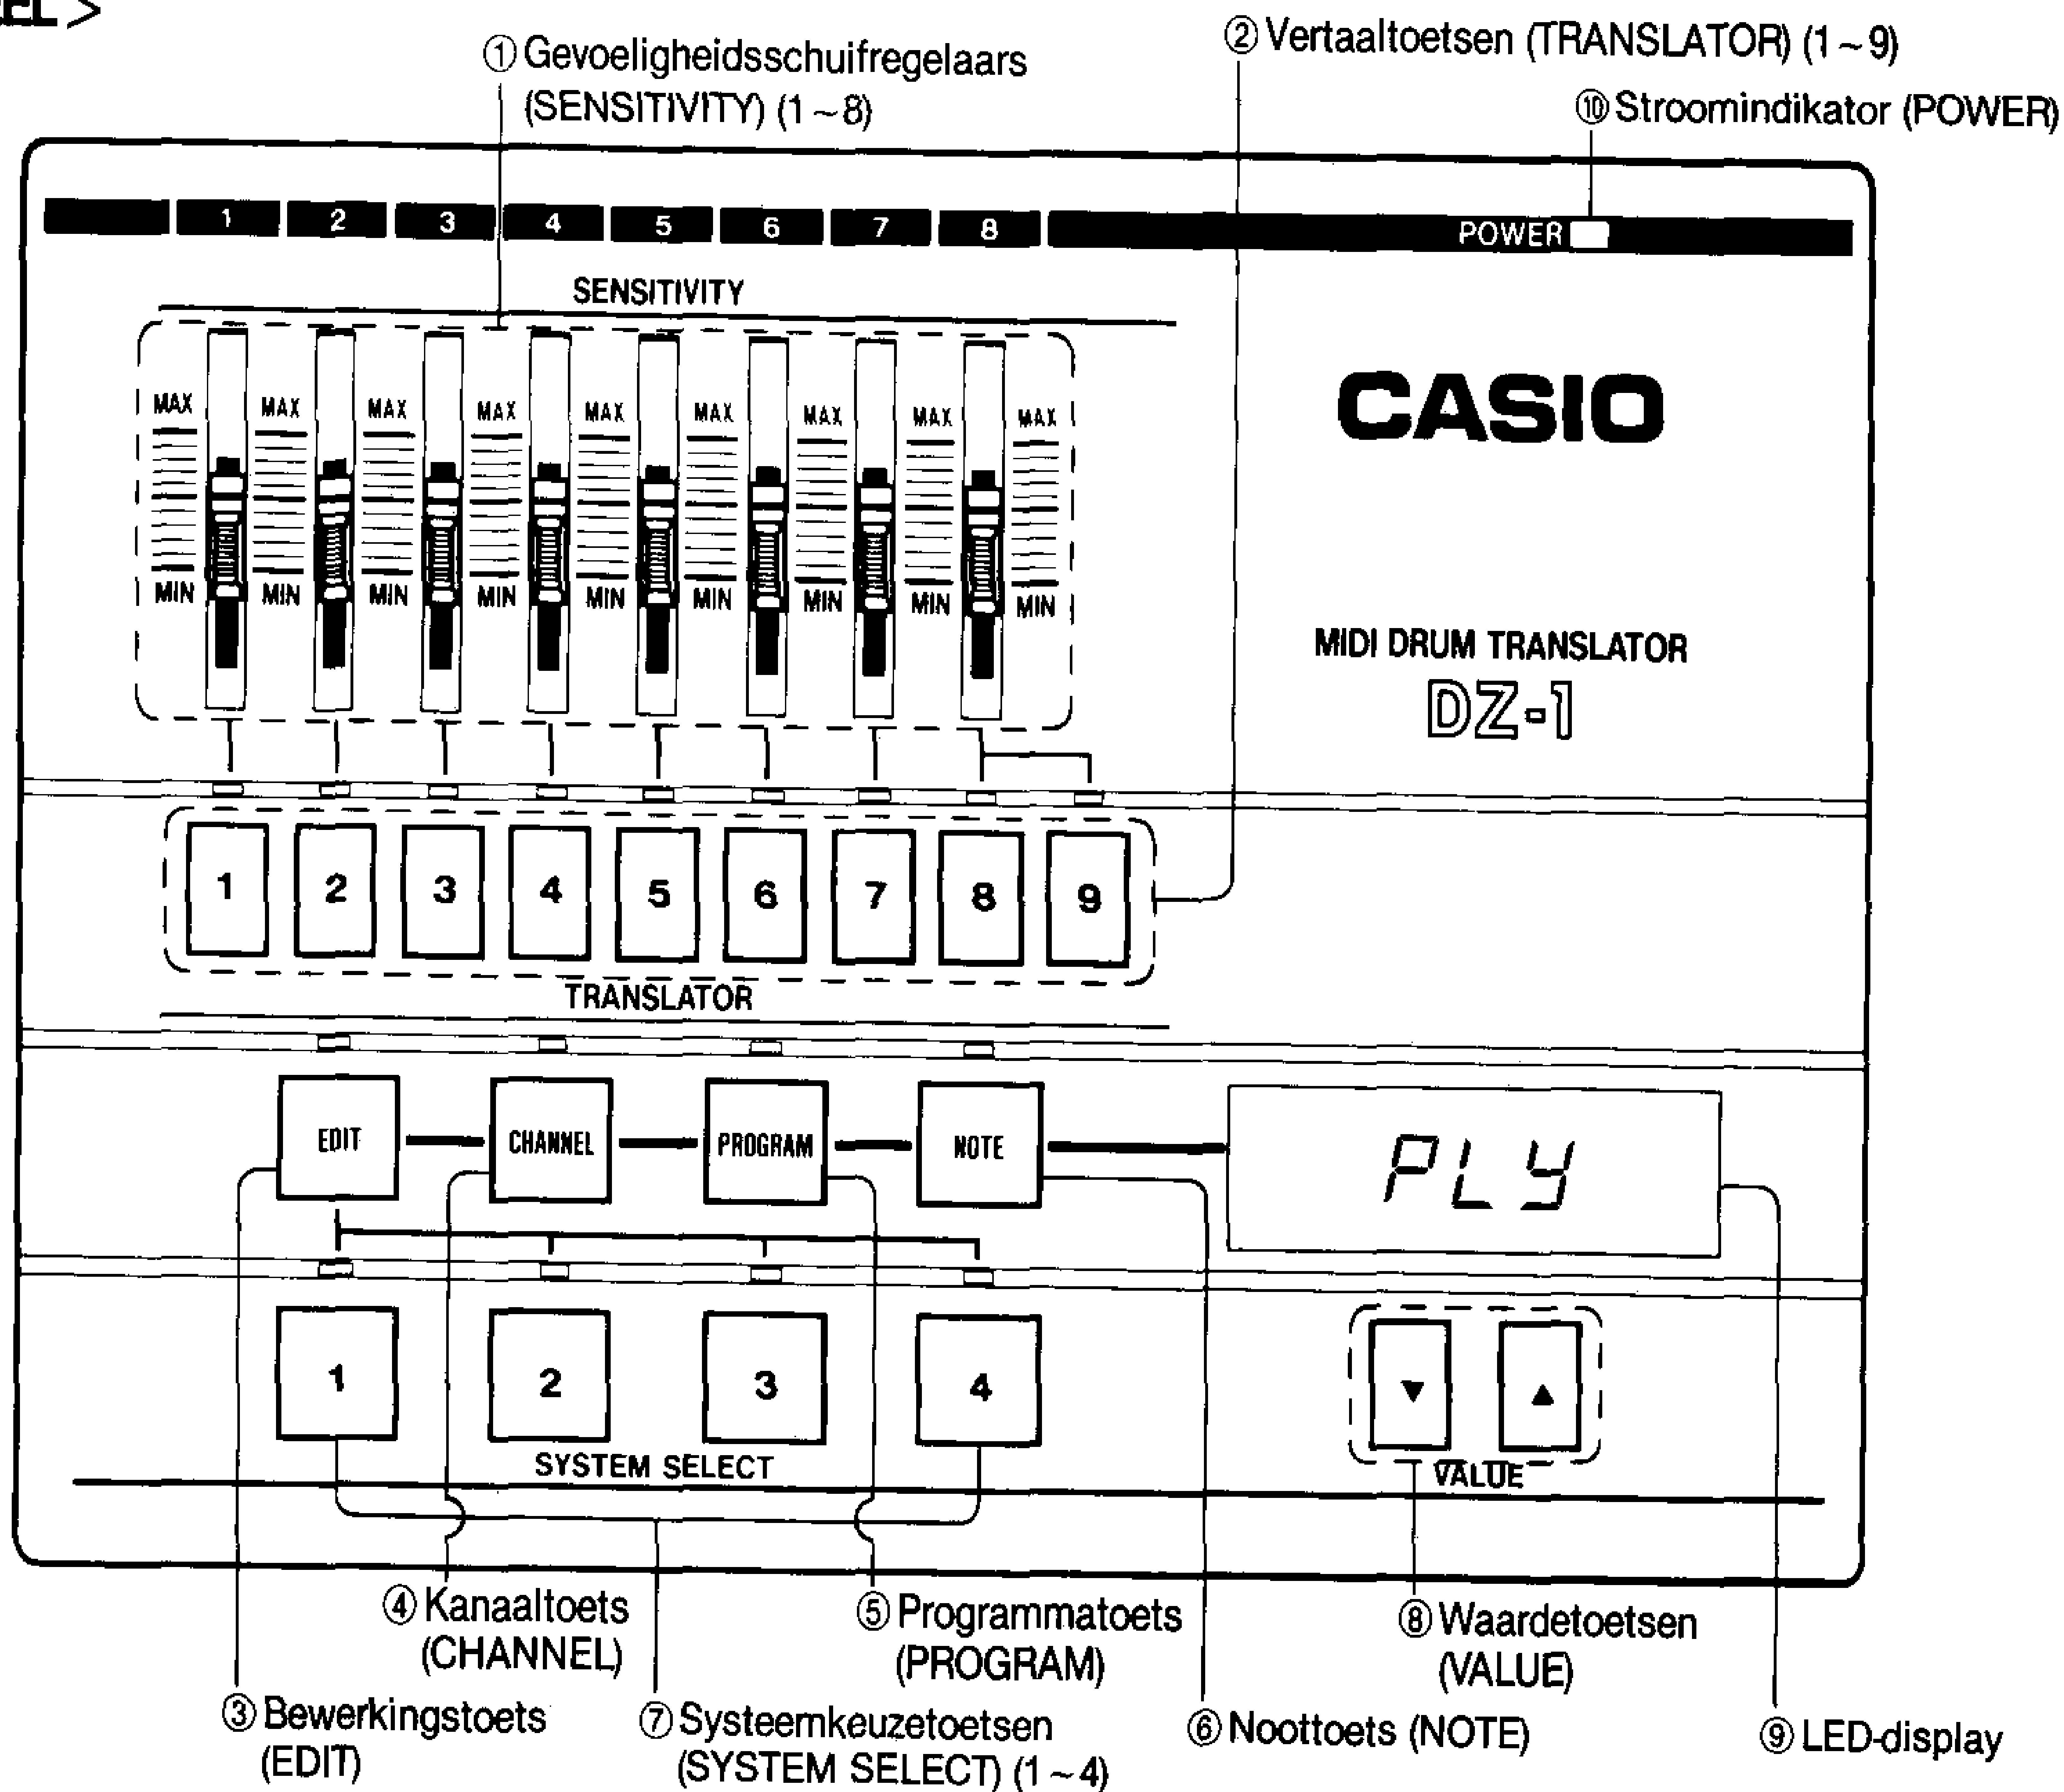 ① Gevoeligheidsschuifregelaars
(SENSITIVITY) (1 ~ 8)
② Vertaaltoetsen (TRANSLATOR) (1 ~ 9)
⑩ Stroomindikator (POWER)
1 2 3 4 5 6 7 8 POWER
SENSITIVITY
MAX MAX MAX MAX MAX MAX MAX MAX MAX
CASIO
MIN MIN MIN MIN MIN MIN MIN MIN MIN
MIDI DRUM TRANSLATOR
DZ-1
1 2 3 4 5 6 7 8 9
TRANSLATOR
EDIT CHANNEL PROGRAM NOTE PLY
1 2 3 4 ▼ ▲
SYSTEM SELECT VALUE
④ Kanaaltoets
(CHANNEL)
⑤ Programmatoets
(PROGRAM)
⑧ Waardetoetsen
(VALUE)
③ Bewerkingstoets
(EDIT)
⑦ Systeemkeuzetoetsen
(SYSTEM SELECT) (1 ~ 4)
⑥ Noottoets (NOTE)
⑨ LED-display